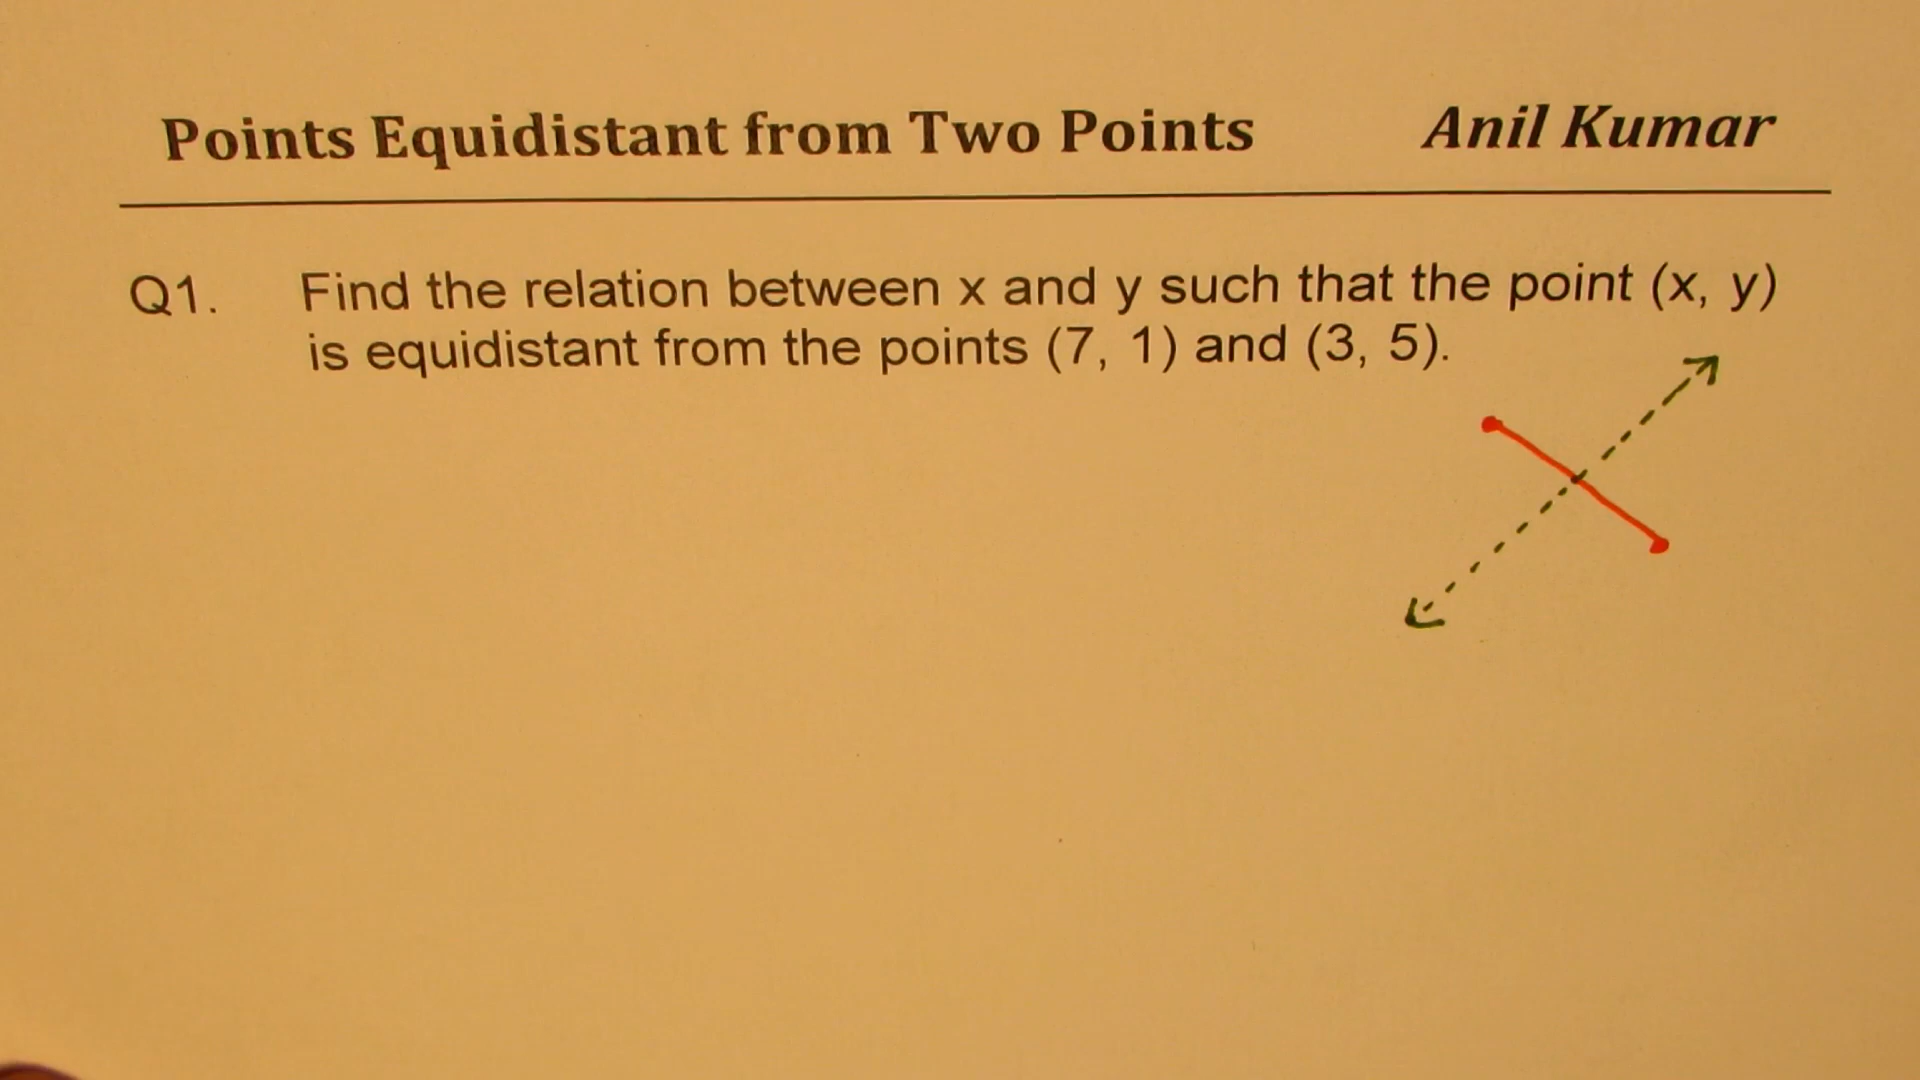 Points Equidistant from Two Points Anil Kumar
Q1. Find the relation between x and y such that the point (x, y)
is equidistant from the points (7, 1) and (3, 5).